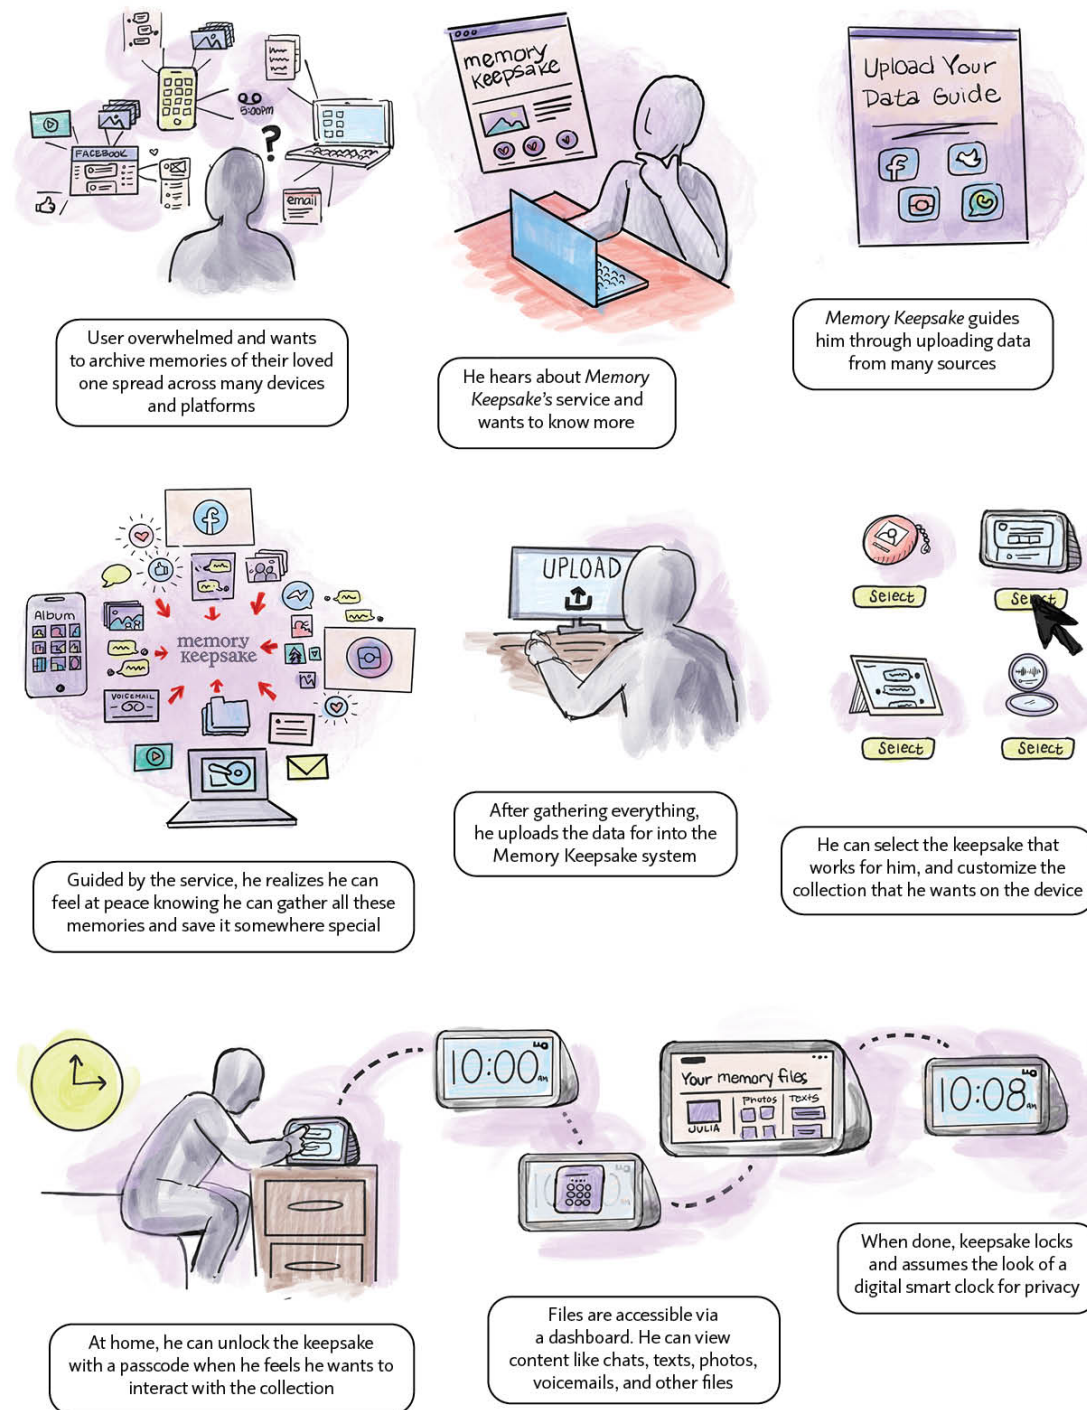 5:00PM
FACEBOOK
?
email
User overwhelmed and wants
to archive memories of their loved
one spread across many devices
and platforms
memory
keepsake
He hears about Memory
Keepsake's service and
wants to know more
Upload Your
Data Guide
Memory Keepsake guides
him through uploading data
from many sources
Album
VOICEMAIL
memory
keepsake
Guided by the service, he realizes he can
feel at peace knowing he can gather all these
memories and save it somewhere special
UPLOAD
After gathering everything,
he uploads the data for into the
Memory Keepsake system
Select
Select
Select
Select
He can select the keepsake that
works for him, and customize the
collection that he wants on the device
At home, he can unlock the keepsake
with a passcode when he feels he wants to
interact with the collection
10:00 AM
Your memory files
JULIA
Photos
Texts
Files are accessible via
a dashboard. He can view
content like chats, texts, photos,
voicemails, and other files
10:08 AM
When done, keepsake locks
and assumes the look of a
digital smart clock for privacy